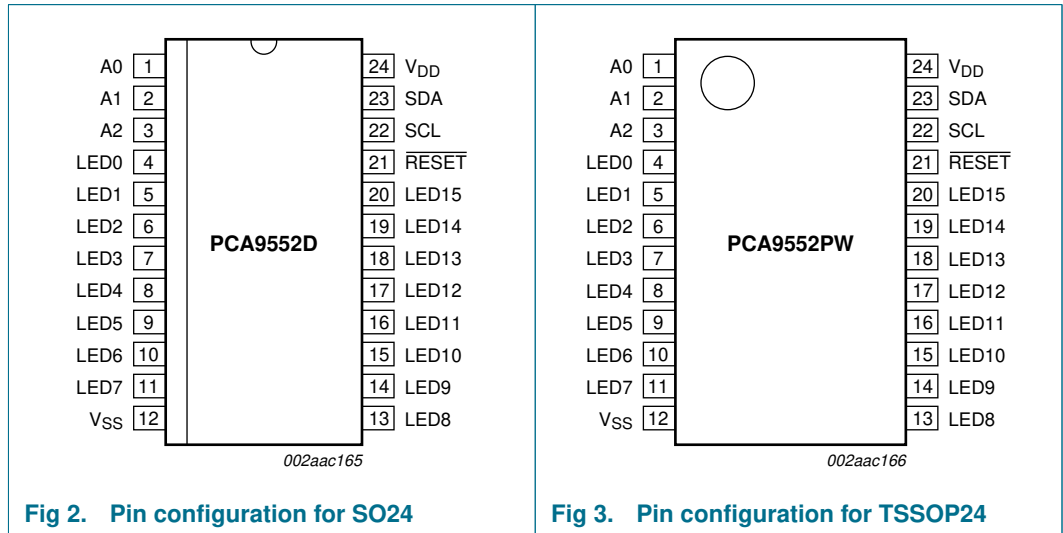 A0 1 24 VDD
A1 2 23 SDA
A2 3 22 SCL
LED0 4 21 RESET
LED1 5 20 LED15
LED2 6 19 LED14
PCA9552D
LED3 7 18 LED13
LED4 8 17 LED12
LED5 9 16 LED11
LED6 10 15 LED10
LED7 11 14 LED9
VSS 12 13 LED8
002aac165
Fig 2. Pin configuration for SO24
A0 1 24 VDD
A1 2 23 SDA
A2 3 22 SCL
LED0 4 21 RESET
LED1 5 20 LED15
LED2 6 19 LED14
PCA9552PW
LED3 7 18 LED13
LED4 8 17 LED12
LED5 9 16 LED11
LED6 10 15 LED10
LED7 11 14 LED9
VSS 12 13 LED8
002aac166
Fig 3. Pin configuration for TSSOP24